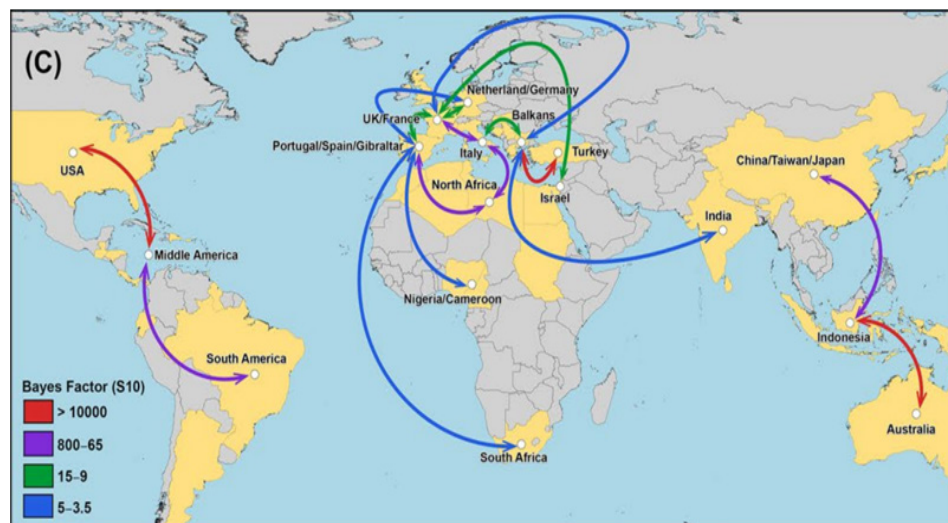 (C)
Netherland/Germany
UK/France
Balkans
Portugal/Spain/Gibraltar
Italy
Turkey
China/Taiwan/Japan
USA
North Africa
Israel
India
Middle America
Nigeria/Cameroon
Indonesia
South America
Bayes Factor (S10)
> 10000
800–65
Australia
15–9
South Africa
5–3.5